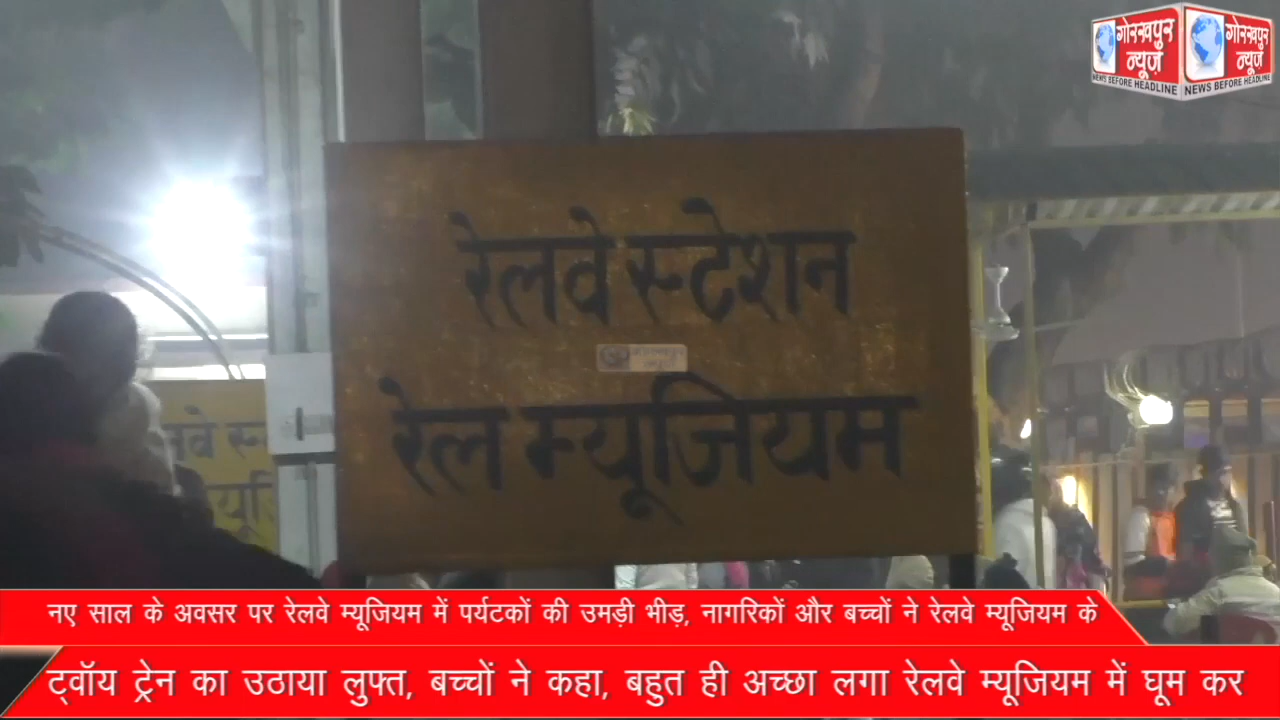 गोरखपुर न्यूज़ NEWS BEFORE HEADLINE
गोरखपुर न्यूज़ NEWS BEFORE HEADLINE
रेलवे स्टेशन
रेल म्यूजियम
नए साल के अवसर पर रेलवे म्यूजियम में पर्यटकों की उमड़ी भीड़, नागरिकों और बच्चों ने रेलवे म्यूजियम के
ट्वॉय ट्रेन का उठाया लुफ्त, बच्चों ने कहा, बहुत ही अच्छा लगा रेलवे म्यूजियम में घूम कर